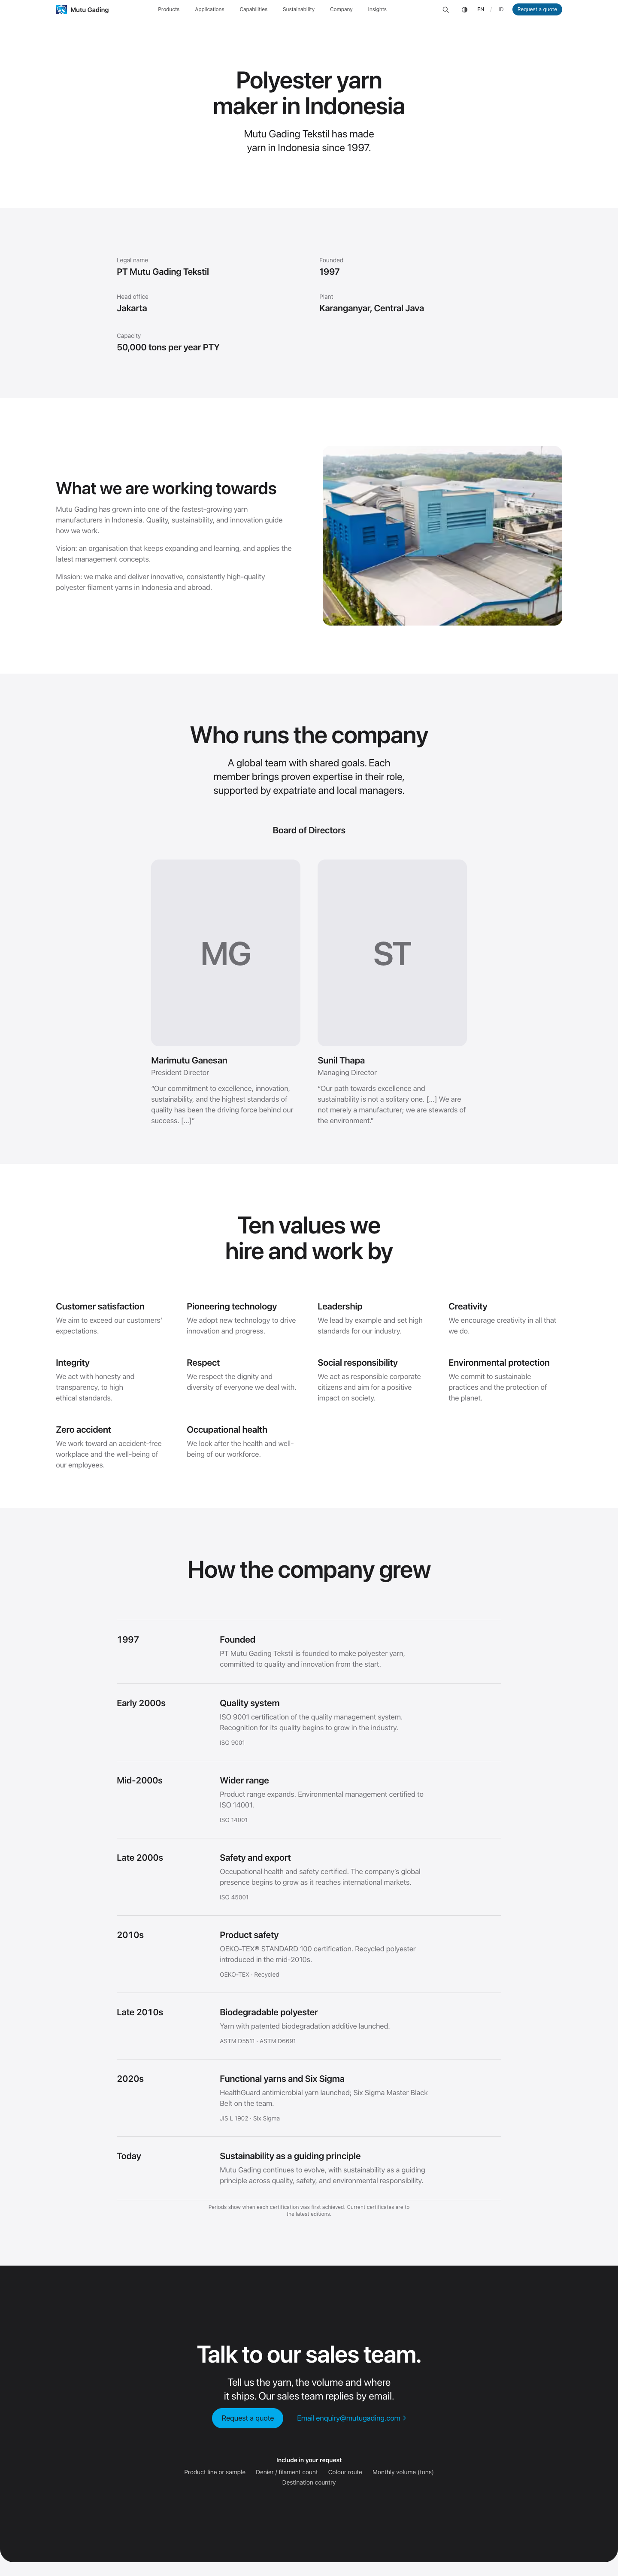 Mutu Gading
Products
Applications
Capabilities
Sustainability
Company
Insights
EN | ID
Request a quote
Polyester yarn
maker in Indonesia
Mutu Gading Tekstil has made
yarn in Indonesia since 1997.
Legal name
PT Mutu Gading Tekstil
Founded
1997
Head office
Jakarta
Plant
Karanganyar, Central Java
Capacity
50,000 tons per year PTY
What we are working towards
Mutu Gading has grown into one of the fastest-growing yarn
manufacturers in Indonesia. Quality, sustainability, and innovation guide
how we work.
Vision: an organisation that keeps expanding and learning, and applies the
latest management concepts.
Mission: we make and deliver innovative, consistently high-quality
polyester filament yarns in Indonesia and abroad.
Who runs the company
A global team with shared goals. Each
member brings proven expertise in their role,
supported by expatriate and local managers.
Board of Directors
MG
Marimutu Ganesan
President Director
“Our commitment to excellence, innovation,
sustainability, and the highest standards of
quality has been the driving force behind our
success. [...]”
ST
Sunil Thapa
Managing Director
“Our path towards excellence and
sustainability is not a solitary one. [...] We are
not merely a manufacturer; we are stewards of
the environment.”
Ten values we
hire and work by
Customer satisfaction
We aim to exceed our customers’
expectations.
Pioneering technology
We adopt new technology to drive
innovation and progress.
Leadership
We lead by example and set high
standards for our industry.
Creativity
We encourage creativity in all that
we do.
Integrity
We act with honesty and
transparency, to high
ethical standards.
Respect
We respect the dignity and
diversity of everyone we deal with.
Social responsibility
We act as responsible corporate
citizens and aim for a positive
impact on society.
Environmental protection
We commit to sustainable
practices and the protection of
the planet.
Zero accident
We work toward an accident-free
workplace and the well-being of
our employees.
Occupational health
We look after the health and well-
being of our workforce.
How the company grew
1997
Founded
PT Mutu Gading Tekstil is founded to make polyester yarn,
committed to quality and innovation from the start.
Early 2000s
Quality system
ISO 9001 certification of the quality management system.
Recognition for its quality begins to grow in the industry.
ISO 9001
Mid-2000s
Wider range
Product range expands. Environmental management certified to
ISO 14001.
ISO 14001
Late 2000s
Safety and export
Occupational health and safety certified. The company’s global
presence begins to grow as it reaches international markets.
ISO 45001
2010s
Product safety
OEKO-TEX® STANDARD 100 certification. Recycled polyester
introduced in the mid-2010s.
OEKO-TEX · Recycled
Late 2010s
Biodegradable polyester
Yarn with patented biodegradation additive launched.
ASTM D5511 · ASTM D6691
2020s
Functional yarns and Six Sigma
HealthGuard antimicrobial yarn launched; Six Sigma Master Black
Belt on the team.
JIS L 1902 · Six Sigma
Today
Sustainability as a guiding principle
Mutu Gading continues to evolve, with sustainability as a guiding
principle across quality, safety, and environmental responsibility.
Periods show when each certification was first achieved. Current certificates are to
the latest editions.
Talk to our sales team.
Tell us the yarn, the volume and where
it ships. Our sales team replies by email.
Request a quote
Email enquiry@mutugading.com >
Include in your request
Product line or sample
Denier / filament count
Colour route
Monthly volume (tons)
Destination country